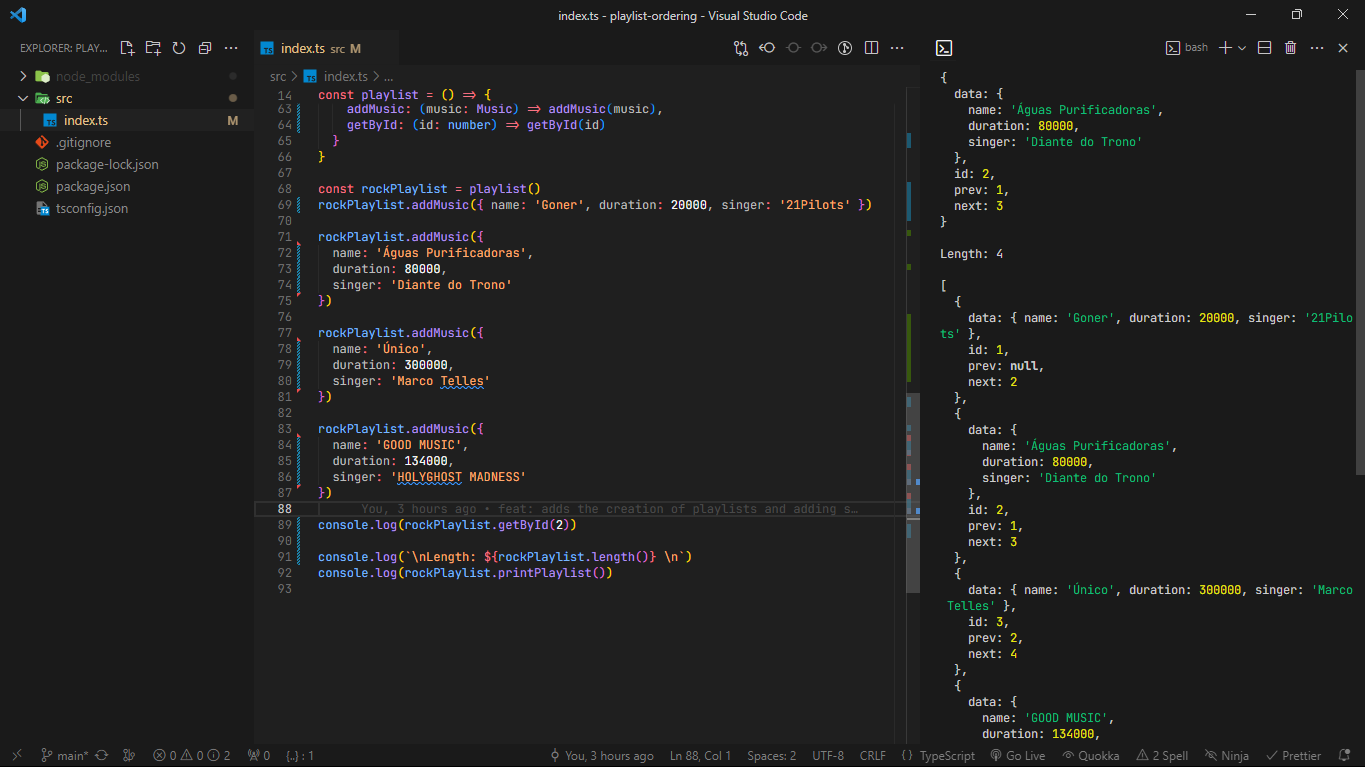 index.ts - playlist-ordering - Visual Studio Code
EXPLORER: PLAY...
node_modules
src
index.ts M
.gitignore
package-lock.json
package.json
tsconfig.json
index.ts src M
src > index.ts > ...
14 const playlist = () => {
63 addMusic: (music: Music) => addMusic(music),
64 getById: (id: number) => getById(id)
65 }
66 }
67
68 const rockPlaylist = playlist()
69 rockPlaylist.addMusic({ name: 'Goner', duration: 20000, singer: '21Pilots' })
70
71 rockPlaylist.addMusic({
72 name: 'Águas Purificadoras',
73 duration: 80000,
74 singer: 'Diante do Trono'
75 })
76
77 rockPlaylist.addMusic({
78 name: 'Único',
79 duration: 300000,
80 singer: 'Marco Telles'
81 })
82
83 rockPlaylist.addMusic({
84 name: 'GOOD MUSIC',
85 duration: 134000,
86 singer: 'HOLYGHOST MADNESS'
87 })
88 You, 3 hours ago • feat: adds the creation of playlists and adding s…
89 console.log(rockPlaylist.getById(2))
90
91 console.log(`\nLength: ${rockPlaylist.length()} \n`)
92 console.log(rockPlaylist.printPlaylist())
93
bash
{
data: {
name: 'Águas Purificadoras',
duration: 80000,
singer: 'Diante do Trono'
},
id: 2,
prev: 1,
next: 3
}
Length: 4
[
{
data: { name: 'Goner', duration: 20000, singer: '21Pilo
ts' },
id: 1,
prev: null,
next: 2
},
{
data: {
name: 'Águas Purificadoras',
duration: 80000,
singer: 'Diante do Trono'
},
id: 2,
prev: 1,
next: 3
},
{
data: { name: 'Único', duration: 300000, singer: 'Marco
Telles' },
id: 3,
prev: 2,
next: 4
},
{
data: {
name: 'GOOD MUSIC',
duration: 134000,
main* 0 0 2 0 {..} : 1 You, 3 hours ago Ln 88, Col 1 Spaces: 2 UTF-8 CRLF { } TypeScript Go Live Quokka 2 Spell Ninja Prettier